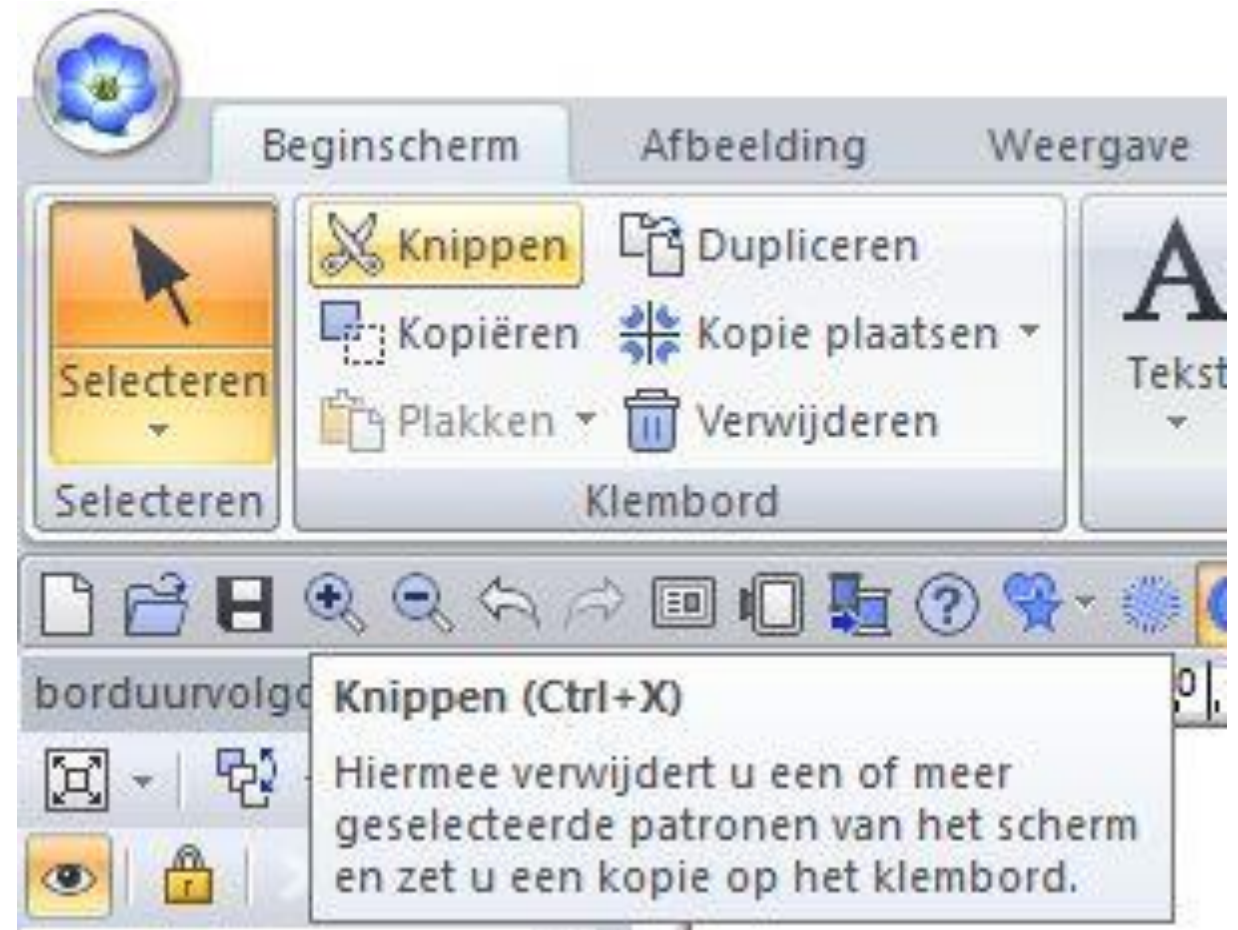 Beginscherm Afbeelding Weergave
Knippen Dupliceren
Kopiëren Kopie plaatsen
Selecteren Tekst
Plakken Verwijderen
Selecteren Klembord
Knippen (Ctrl+X)
Hiermee verwijdert u een of meer
geselecteerde patronen van het scherm
en zet u een kopie op het klembord.